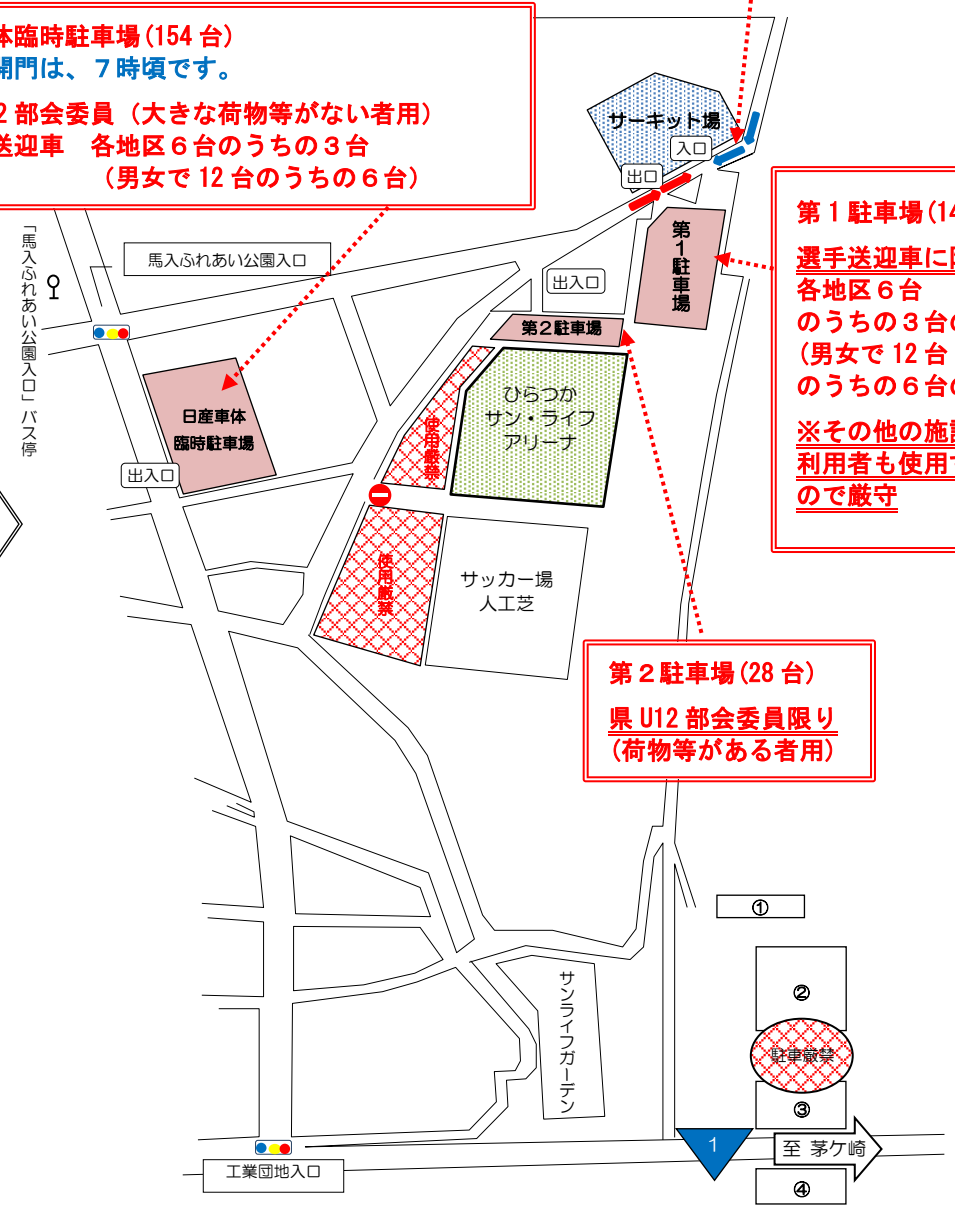 体臨時駐車場(154 台)
開門は、７時頃です。
2 部会委員（大きな荷物等がない者用）
送迎車　各地区６台のうちの３台
（男女で 12 台のうちの６台）
サーキット場
入口
出口
第１駐車場(14
選手送迎車に
各地区６台
のうちの３台の
（男女で 12 台
のうちの６台の
※その他の施設
利用者も使用す
ので厳守
「馬入ふれあい公園入口」バス停
馬入ふれあい公園入口
第１駐車場
出入口
第２駐車場
日産車体
臨時駐車場
出入口
使用厳禁
ひらつか
サン・ライフ
アリーナ
使用厳禁
サッカー場
人工芝
第２駐車場(28 台)
県 U12 部会委員限り
(荷物等がある者用)
①
②
駐車厳禁
③
サンライフガーデン
1
至 茅ケ崎
工業団地入口
④